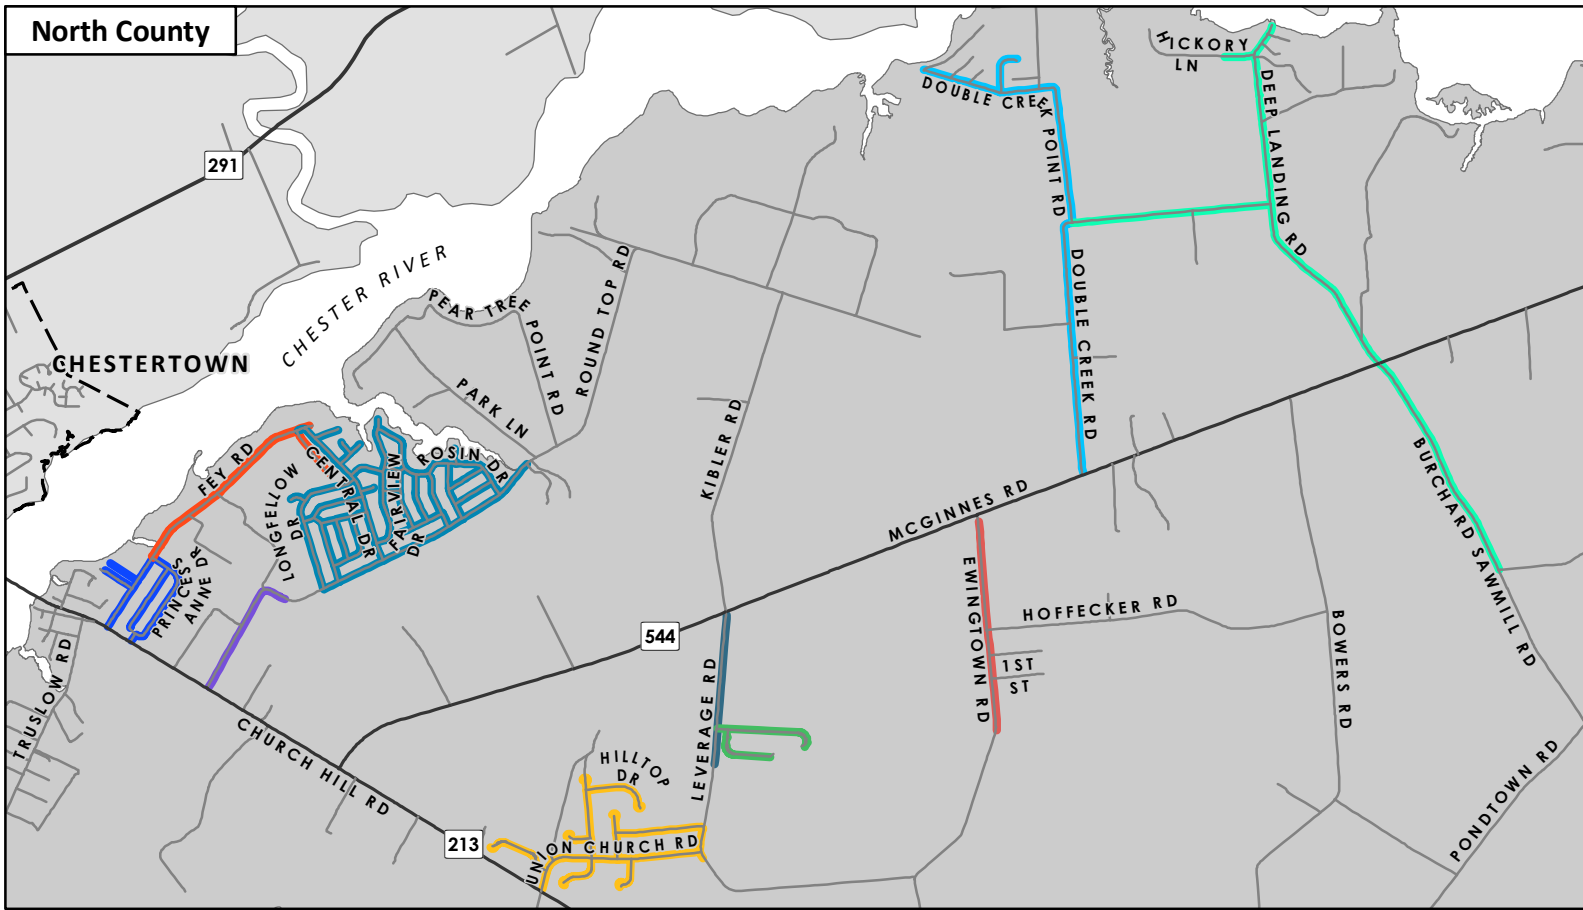 North County
HICKORY
LN
291
DOUBLE CREEK POINT RD
DEEP LANDING RD
CHESTER RIVER
CHESTERTOWN
PEAR TREE POINT RD
ROUND TOP RD
DOUBLE CREEK RD
PARK LN
KIBLER RD
FEY RD
ROSIN DR
LONGFELLOW
DR
CENTRAL DR
FAIRVIEW
DR
MCGINNES RD
BURCHARD SAWMILL RD
PRINCESS
ANNE DR
EWINGTOWN RD
HOFFECKER RD
BOWERS RD
544
1ST
ST
TRUSLOW RD
LEVERAGE RD
CHURCH HILL RD
HILLTOP
DR
PONDTOWN RD
213
UNION CHURCH RD